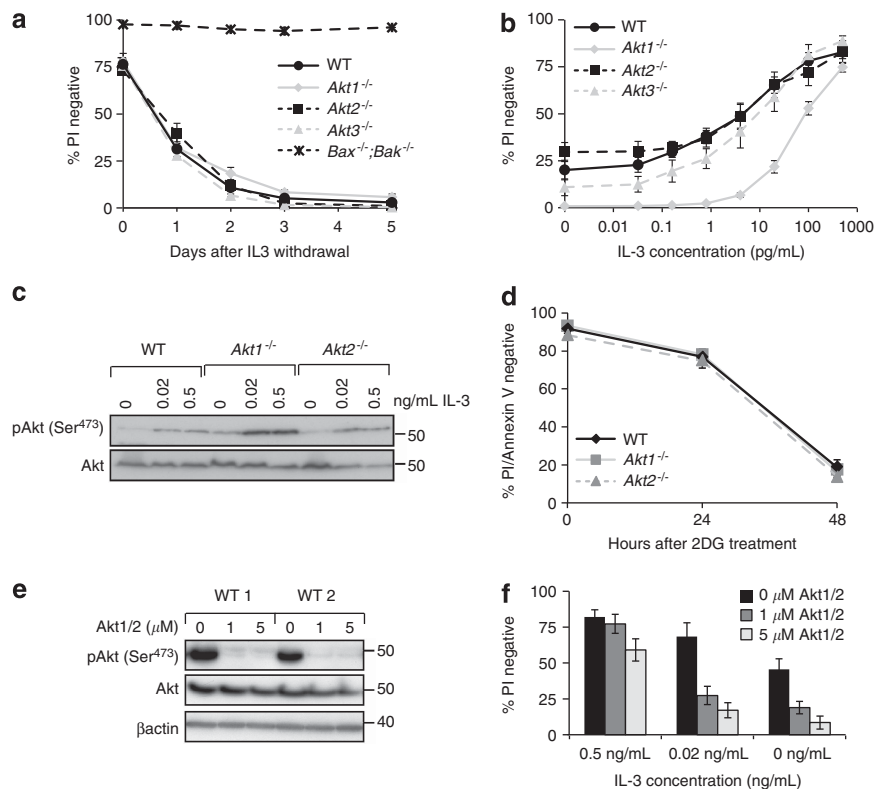 a
100
75
50
25
0
% PI negative
WT
Akt1-/-
Akt2-/-
Akt3-/-
Bax-/-;Bak-/-
0 1 2 3 4 5
Days after IL3 withdrawal
b
100
75
50
25
0
% PI negative
WT
Akt1-/-
Akt2-/-
Akt3-/-
0 0.01 0.1 1 10 100 1000
IL-3 concentration (pg/mL)
c
WT Akt1-/- Akt2-/-
0 0.02 0.5 0 0.02 0.5 0 0.02 0.5 ng/mL IL-3
pAkt (Ser473) 50
Akt 50
d
100
80
60
40
20
0
% PI/Annexin V negative
WT
Akt1-/-
Akt2-/-
0 24 48
Hours after 2DG treatment
e
WT 1 WT 2
Akt1/2 (μM) 0 1 5 0 1 5
pAkt (Ser473) 50
Akt 50
βactin 40
f
100
75
50
25
0
% PI negative
0 μM Akt1/2
1 μM Akt1/2
5 μM Akt1/2
0.5 ng/mL 0.02 ng/mL 0 ng/mL
IL-3 concentration (ng/mL)